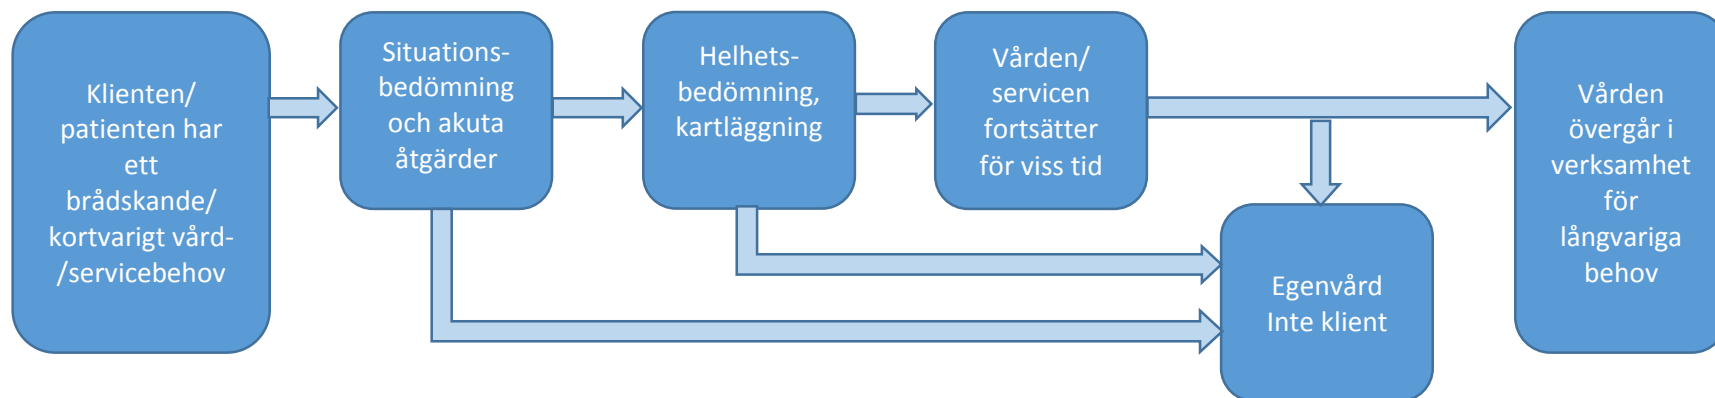 Klienten/
patienten har
ett
brådskande/
kortvarigt vård-
/servicebehov
Situations-
bedömning
och akuta
åtgärder
Helhets-
bedömning,
kartläggning
Vården/
servicen
fortsätter
för viss tid
Egenvård
Inte klient
Vården
övergår i
verksamhet
för
långvariga
behov